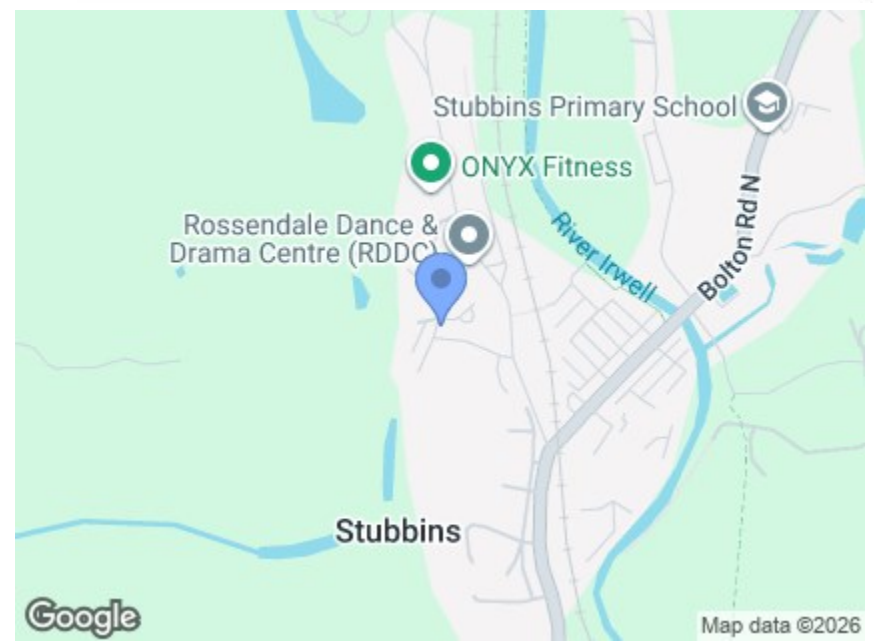 Stubbins Primary School
ONYX Fitness
Rossendale Dance &
Drama Centre (RDDC)
River Irwell
Bolton Rd N
Stubbins
Google
Map data ©2026